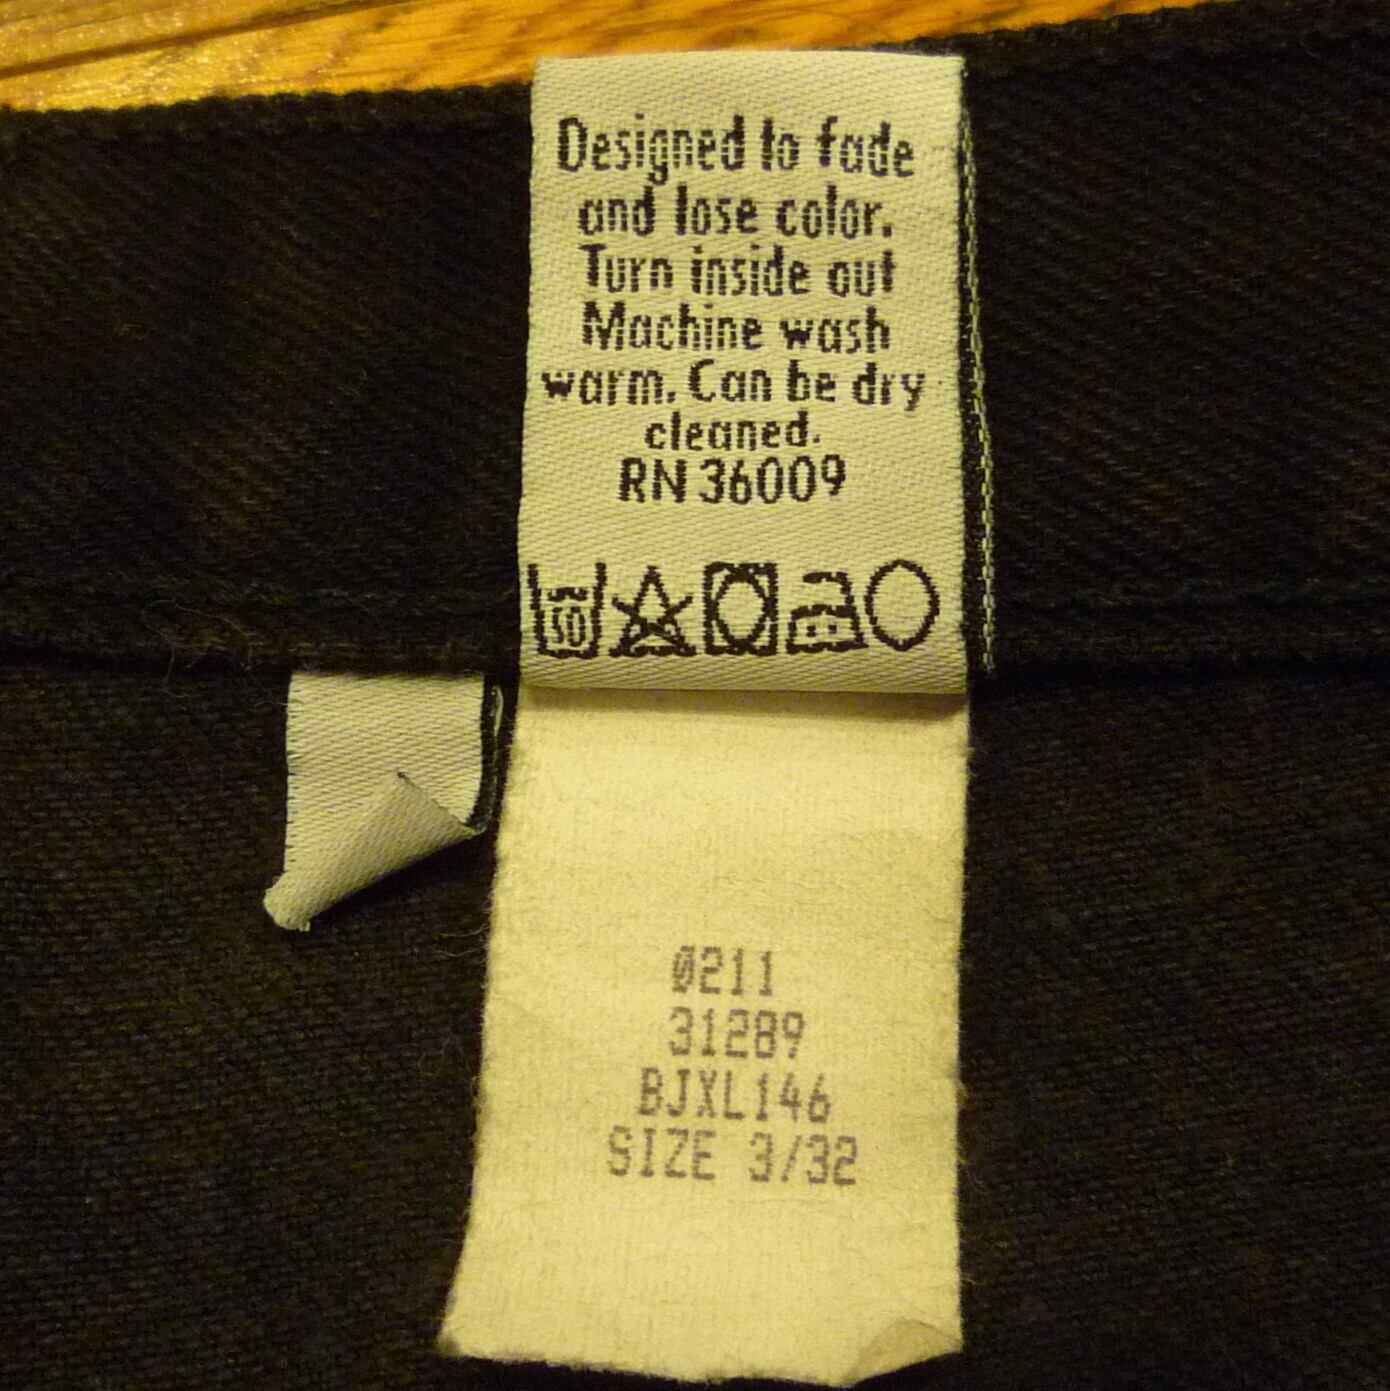 Designed to fade
and lose color.
Turn inside out
Machine wash
warm. Can be dry
cleaned.
RN 36009
50
0211
31289
BJXL146
SIZE 3/32